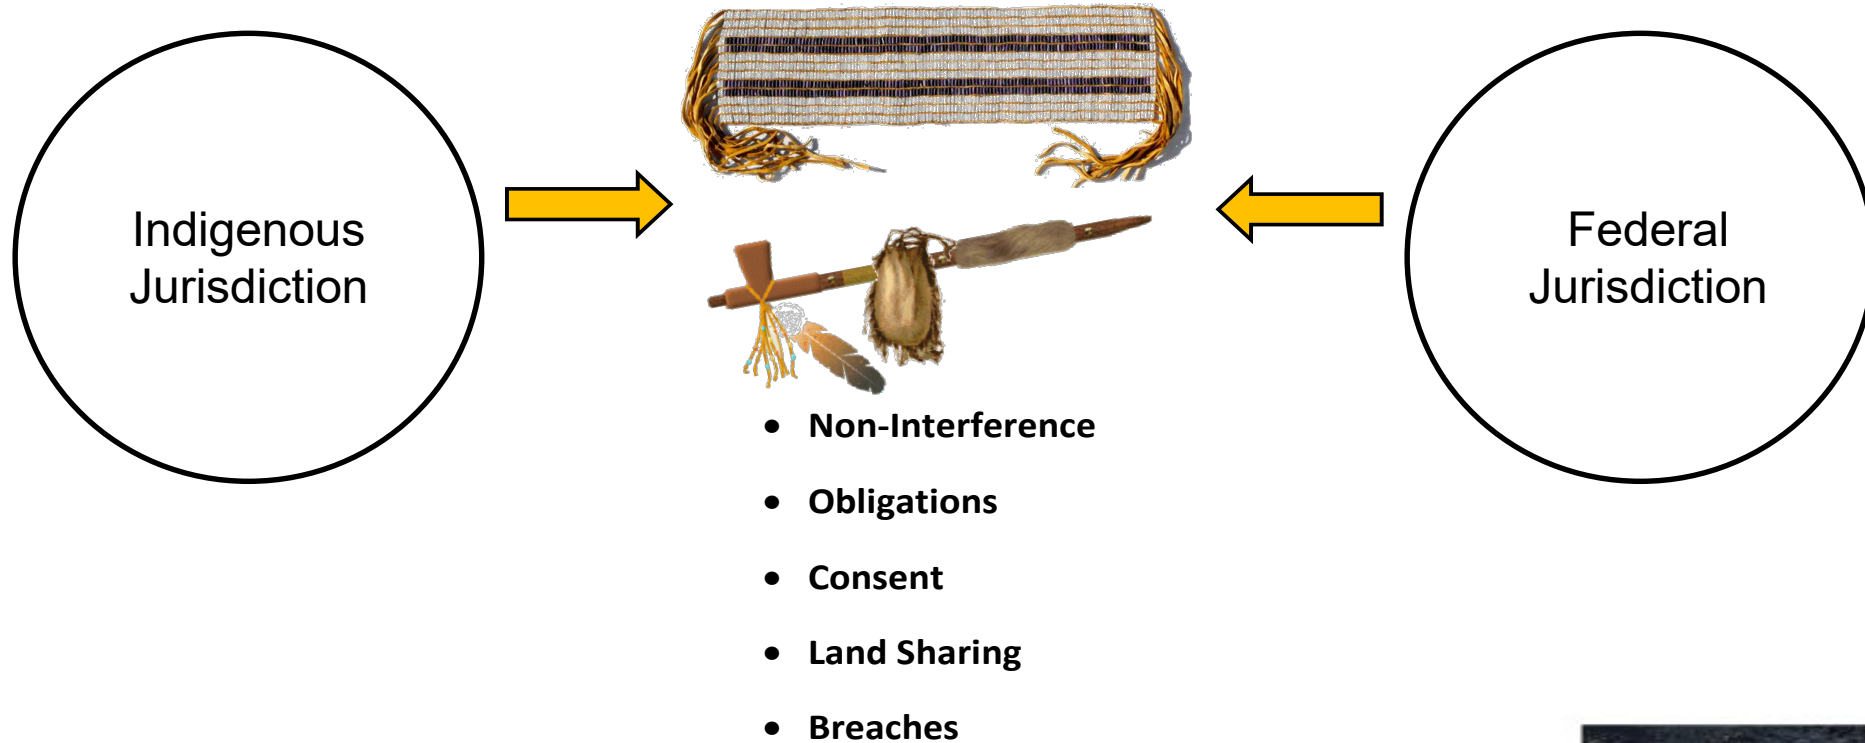 Indigenous
Jurisdiction
Federal
Jurisdiction
• Non-Interference
• Obligations
• Consent
• Land Sharing
• Breaches